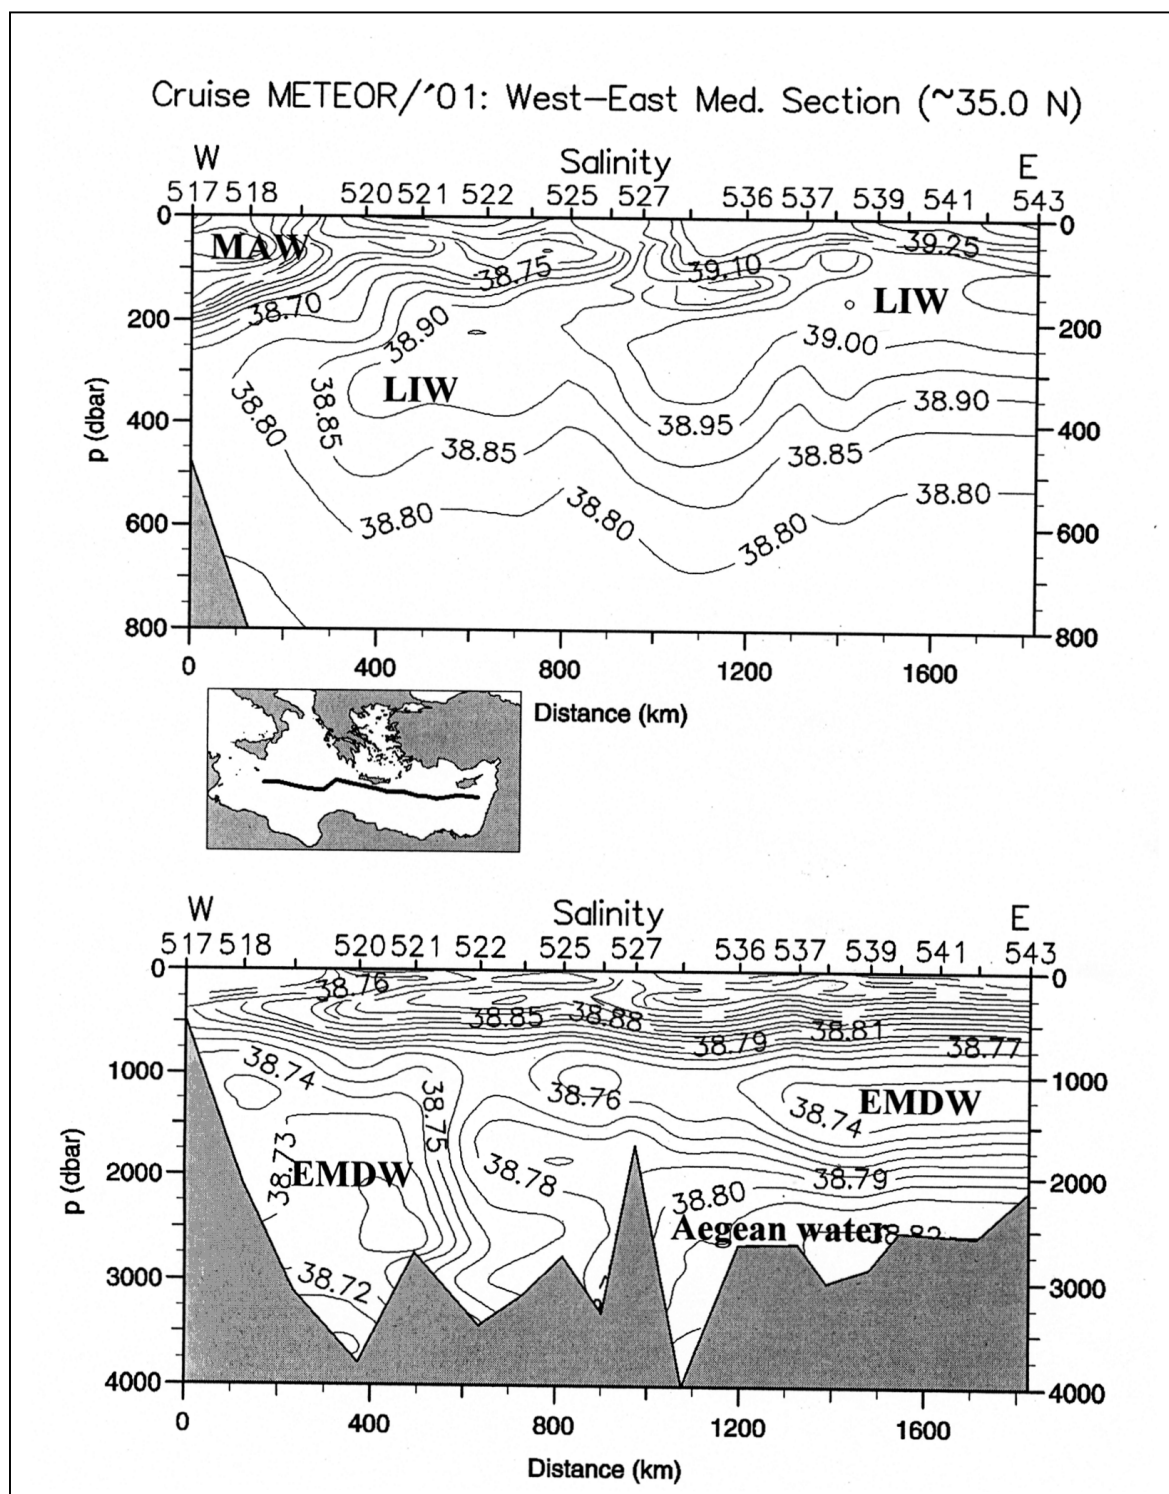 Cruise METEOR/'01: West-East Med. Section (~35.0 N)
W Salinity E
517 518 520 521 522 525 527 536 537 539 541 543
0 0
MAW 39.25
38.75 39.10
38.70 LIW
200 200
38.90 39.00
LIW
38.80 38.85 38.90
400 38.95 400
38.85 38.85
38.80 38.80 38.80 38.80
600 600
800 800
0 400 800 1200 1600
p (dbar)
Distance (km)
W Salinity E
517 518 520 521 522 525 527 536 537 539 541 543
0 0
38.76
38.85 38.88 38.81
38.79 38.77
1000 38.74 1000
38.75 38.76 38.74 EMDW
38.73
2000 EMDW 38.78 38.79 2000
38.80
Aegean water 38.82
3000 38.72 3000
4000 4000
0 400 800 1200 1600
p (dbar)
Distance (km)